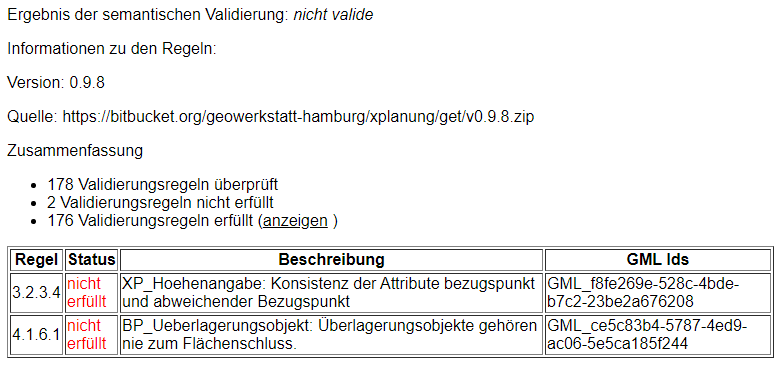 Ergebnis der semantischen Validierung: nicht valide
Informationen zu den Regeln:
Version: 0.9.8
Quelle: https://bitbucket.org/geowerkstatt-hamburg/xplanung/get/v0.9.8.zip
Zusammenfassung
• 178 Validierungsregeln überprüft
• 2 Validierungsregeln nicht erfüllt
• 176 Validierungsregeln erfüllt (anzeigen )
Regel Status Beschreibung GML Ids
3.2.3.4 nicht erfüllt XP_Hoehenangabe: Konsistenz der Attribute bezugspunkt und abweichender Bezugspunkt GML_f8fe269e-528c-4bde-b7c2-23be2a676208
4.1.6.1 nicht erfüllt BP_Ueberlagerungsobjekt: Überlagerungsobjekte gehören nie zum Flächenschluss. GML_ce5c83b4-5787-4ed9-ac06-5e5ca185f244